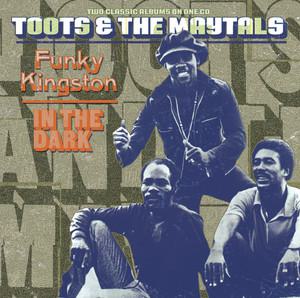 TWO CLASSIC ALBUMS ON ONE CD
TOOTS & THE MAYTALS
Funky
Kingston
IN THE
DARK